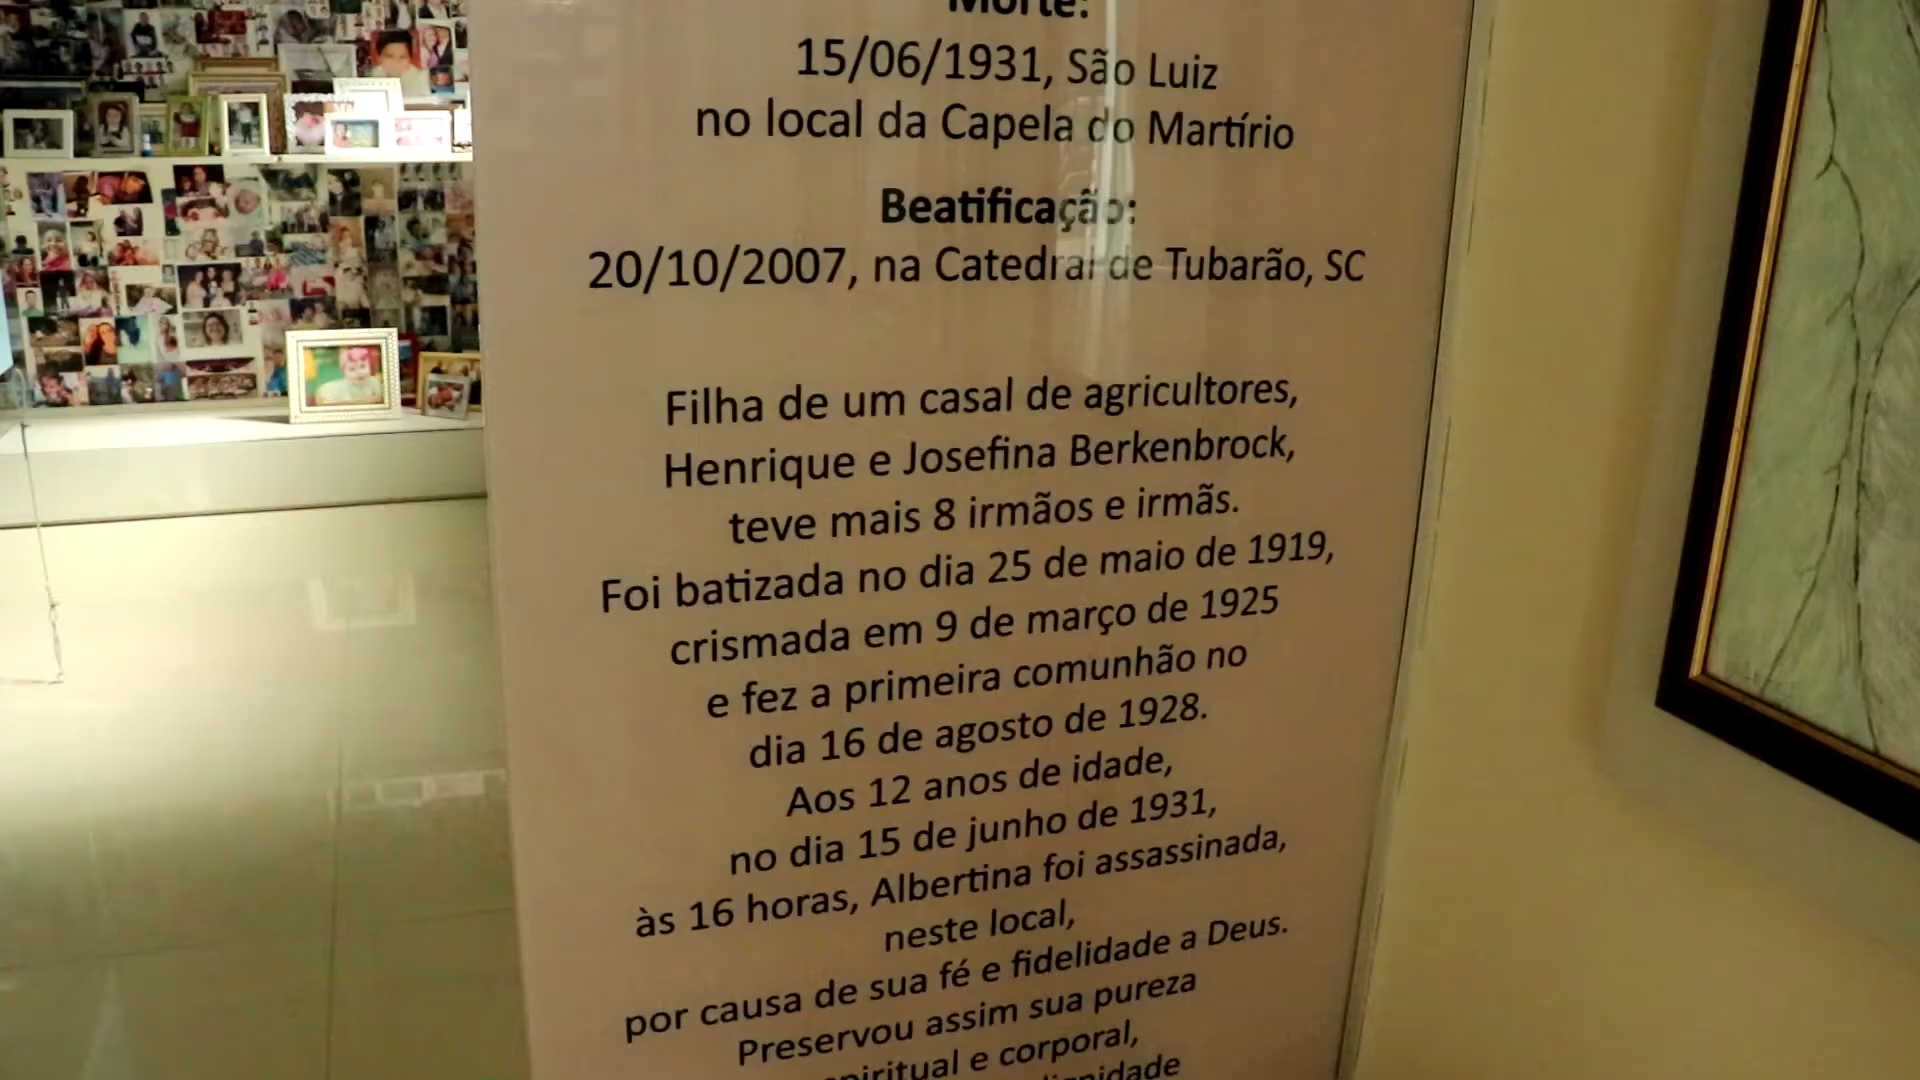 Morte:
15/06/1931, São Luiz
no local da Capela do Martírio
Beatificação:
20/10/2007, na Catedral de Tubarão, SC
Filha de um casal de agricultores,
Henrique e Josefina Berkenbrock,
teve mais 8 irmãos e irmãs.
Foi batizada no dia 25 de maio de 1919,
crismada em 9 de março de 1925
e fez a primeira comunhão no
dia 16 de agosto de 1928.
Aos 12 anos de idade,
no dia 15 de junho de 1931,
às 16 horas, Albertina foi assassinada,
neste local,
por causa de sua fé e fidelidade a Deus.
Preservou assim sua pureza
espiritual e corporal,